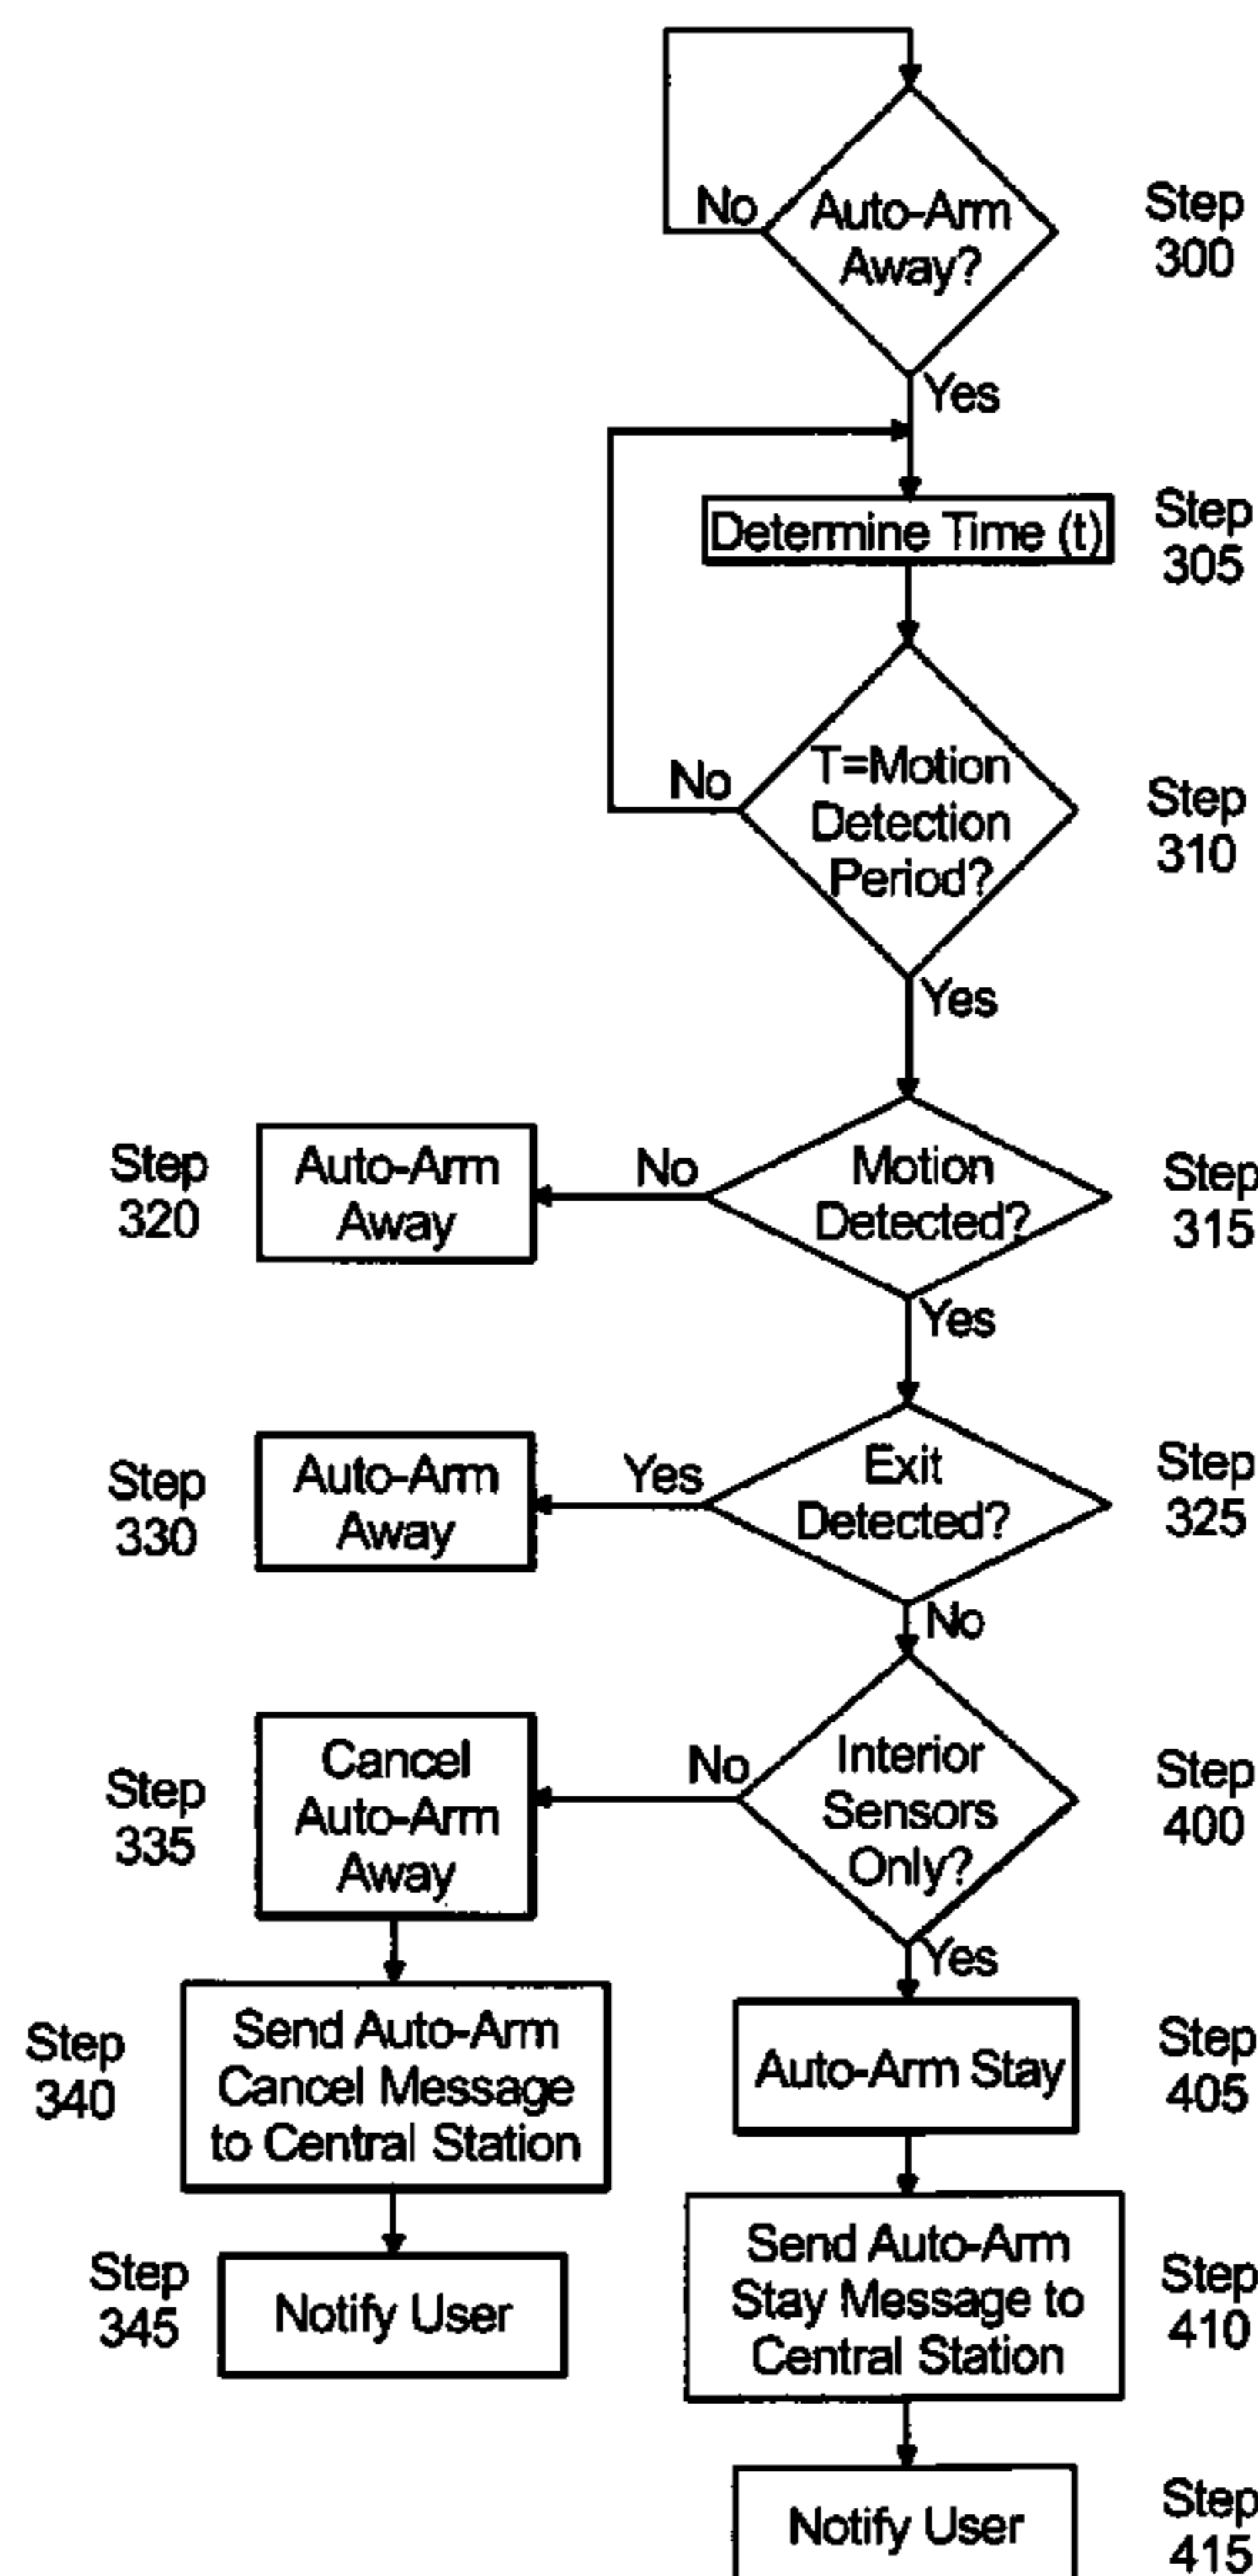 No
Auto-Arm
Away?
Step
300
Yes
Determine Time (t)
Step
305
No
T=Motion
Detection
Period?
Step
310
Yes
Step
320
Auto-Arm
Away
No
Motion
Detected?
Step
315
Yes
Step
330
Auto-Arm
Away
Yes
Exit
Detected?
Step
325
No
Step
335
Cancel
Auto-Arm
Away
No
Interior
Sensors
Only?
Step
400
Yes
Step
340
Send Auto-Arm
Cancel Message
to Central Station
Auto-Arm Stay
Step
405
Step
345
Notify User
Send Auto-Arm
Stay Message to
Central Station
Step
410
Notify User
Step
415